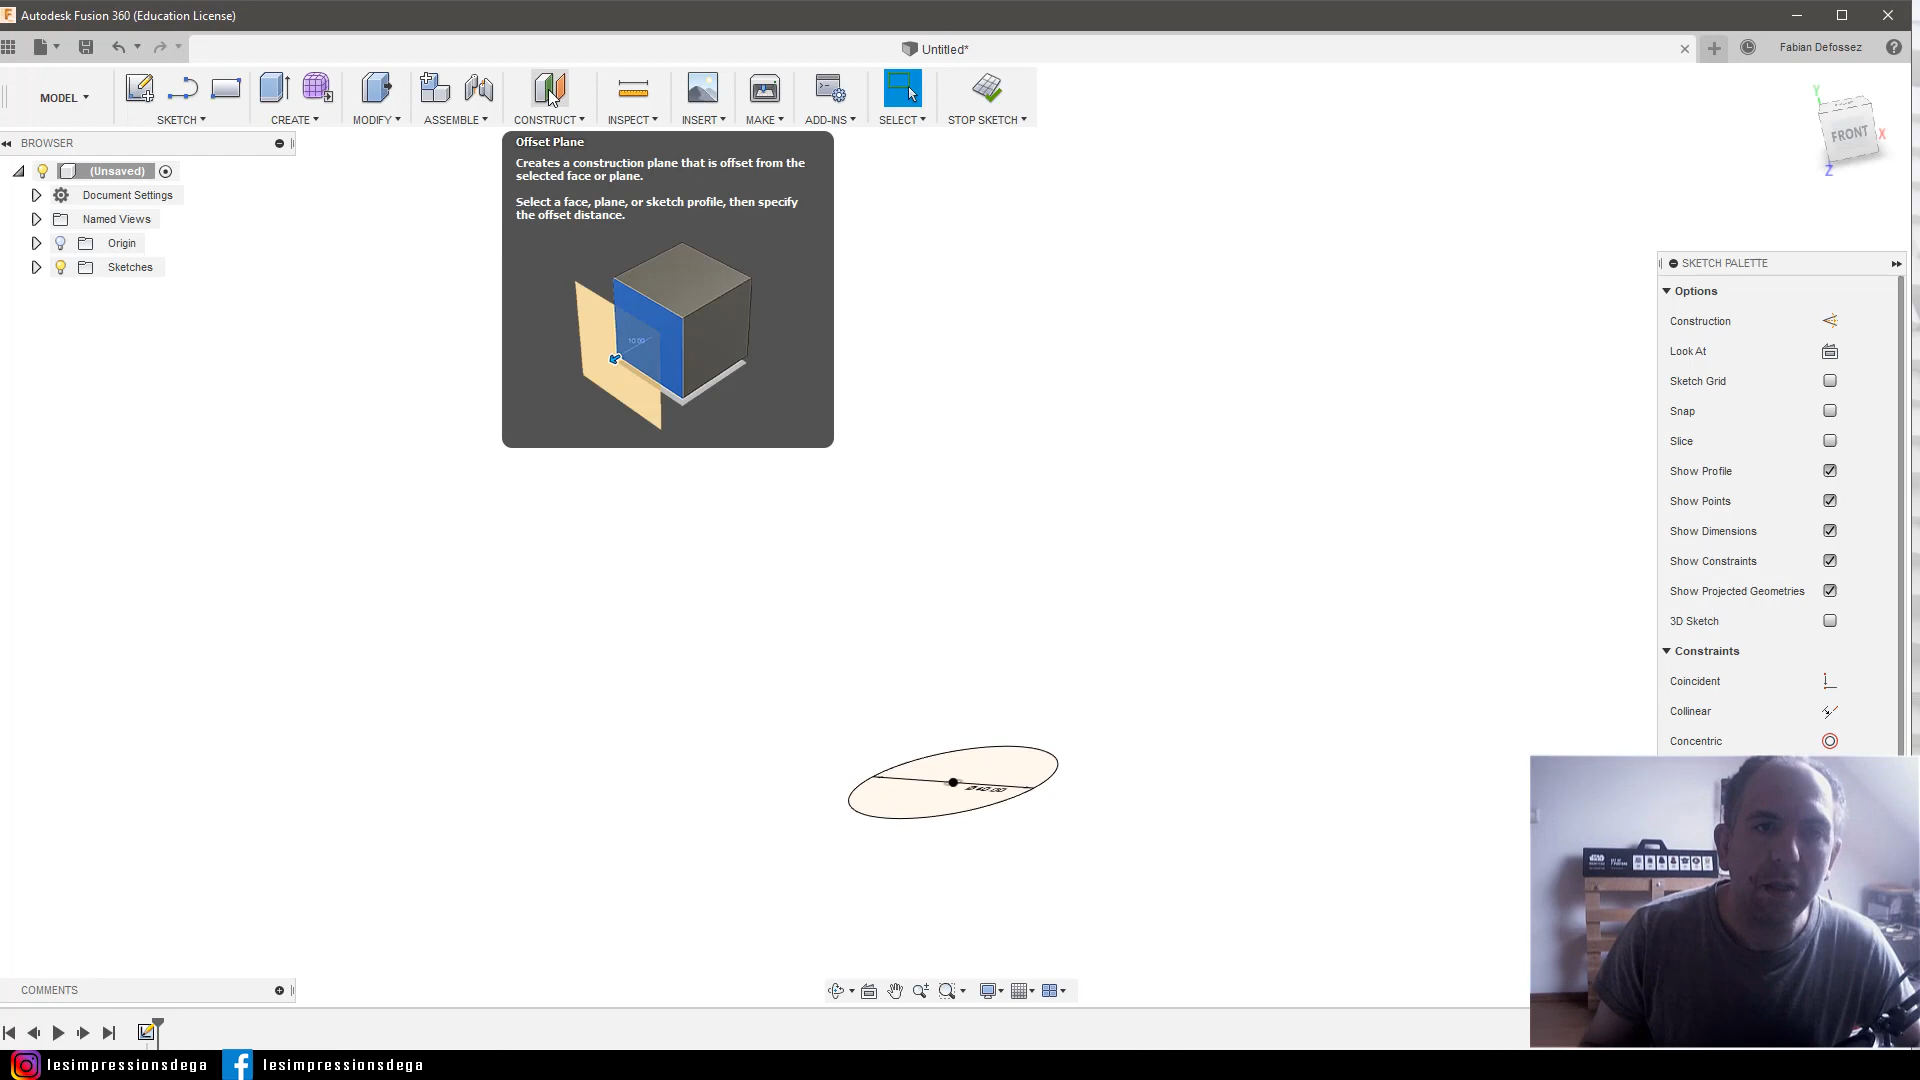 Autodesk Fusion 360 (Education License)
Untitled*
Fabian Defossez
MODEL
SKETCH
CREATE
MODIFY
ASSEMBLE
CONSTRUCT
INSPECT
INSERT
MAKE
ADD-INS
SELECT
STOP SKETCH
Y
FRONT
X
Z
BROWSER
(Unsaved)
Document Settings
Named Views
Origin
Sketches
Offset Plane
Creates a construction plane that is offset from the
selected face or plane.
Select a face, plane, or sketch profile, then specify
the offset distance.
10.00
SKETCH PALETTE
Options
Construction
Look At
Sketch Grid
Snap
Slice
Show Profile
Show Points
Show Dimensions
Show Constraints
Show Projected Geometries
3D Sketch
Constraints
Coincident
Collinear
Concentric
Ø40.00
COMMENTS
lesimpressionsdega
lesimpressionsdega